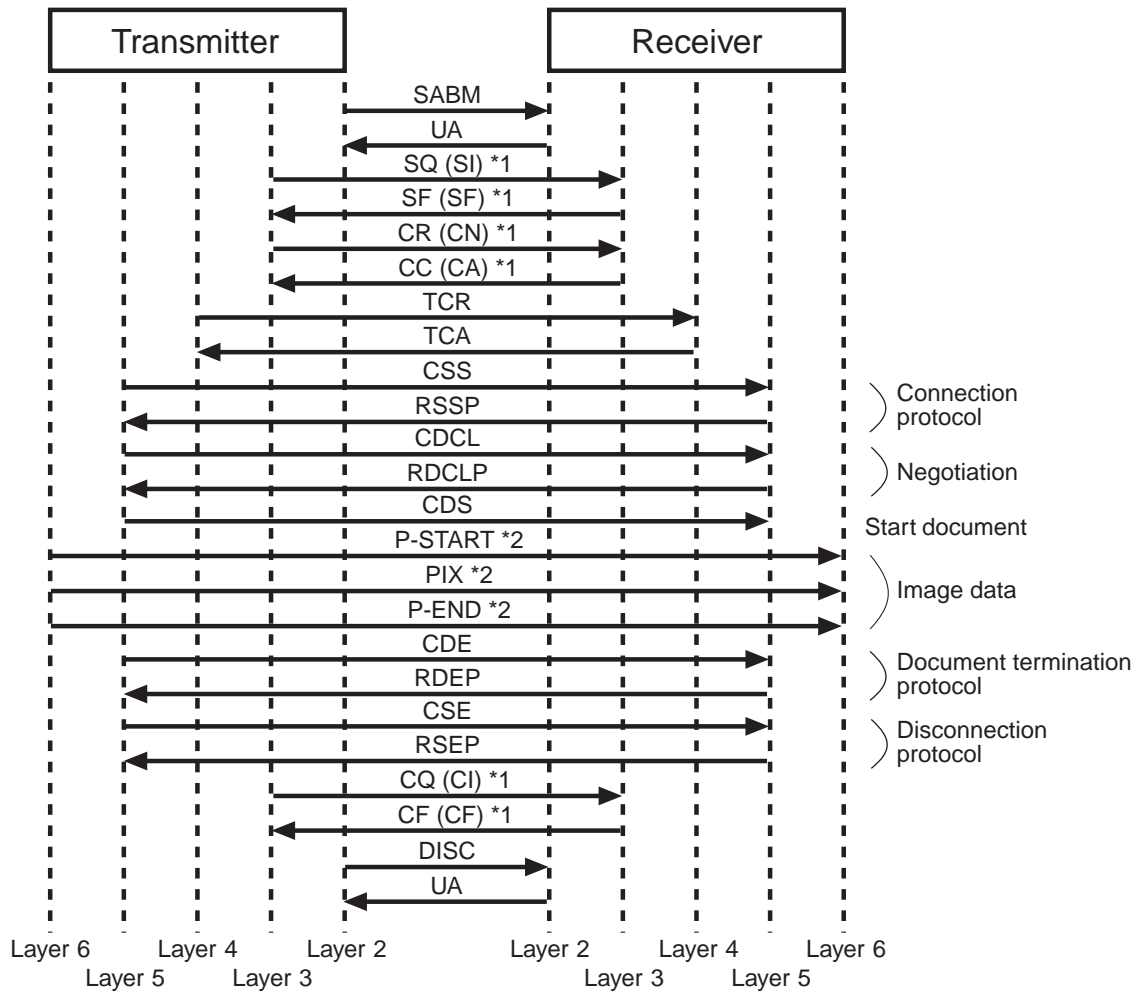 Transmitter
Receiver
SABM
UA
SQ (SI) *1
SF (SF) *1
CR (CN) *1
CC (CA) *1
TCR
TCA
CSS
RSSP
Connection
protocol
CDCL
RDCLP
Negotiation
CDS
Start document
P-START *2
PIX *2
Image data
P-END *2
CDE
RDEP
Document termination
protocol
CSE
RSEP
Disconnection
protocol
CQ (CI) *1
CF (CF) *1
DISC
UA
Layer 6
Layer 4
Layer 2
Layer 2
Layer 4
Layer 6
Layer 5
Layer 3
Layer 3
Layer 5